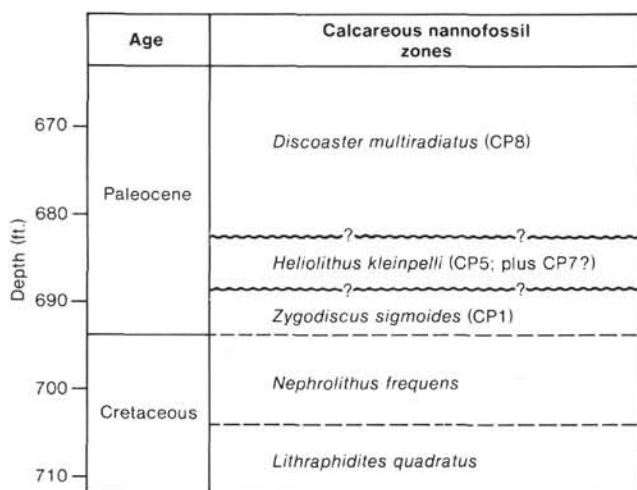 Age
Calcareous nannofossil
zones
Depth (ft.)
670
680
690
700
710
Paleocene
Cretaceous
Discoaster multiradiatus (CP8)
? ?
Heliolithus kleinpelli (CP5; plus CP7?)
? ?
Zygodiscus sigmoides (CP1)
Nephrolithus frequens
Lithraphidites quadratus